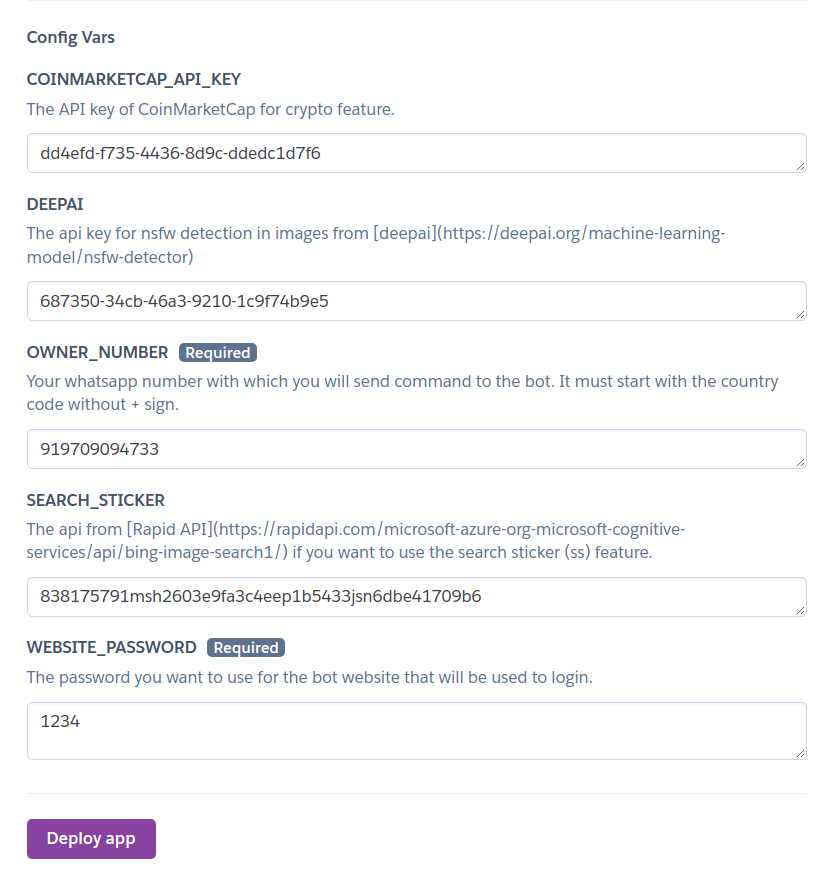 Config Vars
COINMARKETCAP_API_KEY
The API key of CoinMarketCap for crypto feature.
dd4efd-f735-4436-8d9c-ddedc1d7f6
DEEPAI
The api key for nsfw detection in images from [deepai](https://deepai.org/machine-learning-
model/nsfw-detector)
687350-34cb-46a3-9210-1c9f74b9e5
OWNER_NUMBER Required
Your whatsapp number with which you will send command to the bot. It must start with the country
code without + sign.
919709094733
SEARCH_STICKER
The api from [Rapid API](https://rapidapi.com/microsoft-azure-org-microsoft-cognitive-
services/api/bing-image-search1/) if you want to use the search sticker (ss) feature.
838175791msh2603e9fa3c4eep1b5433jsn6dbe41709b6
WEBSITE_PASSWORD Required
The password you want to use for the bot website that will be used to login.
1234
Deploy app